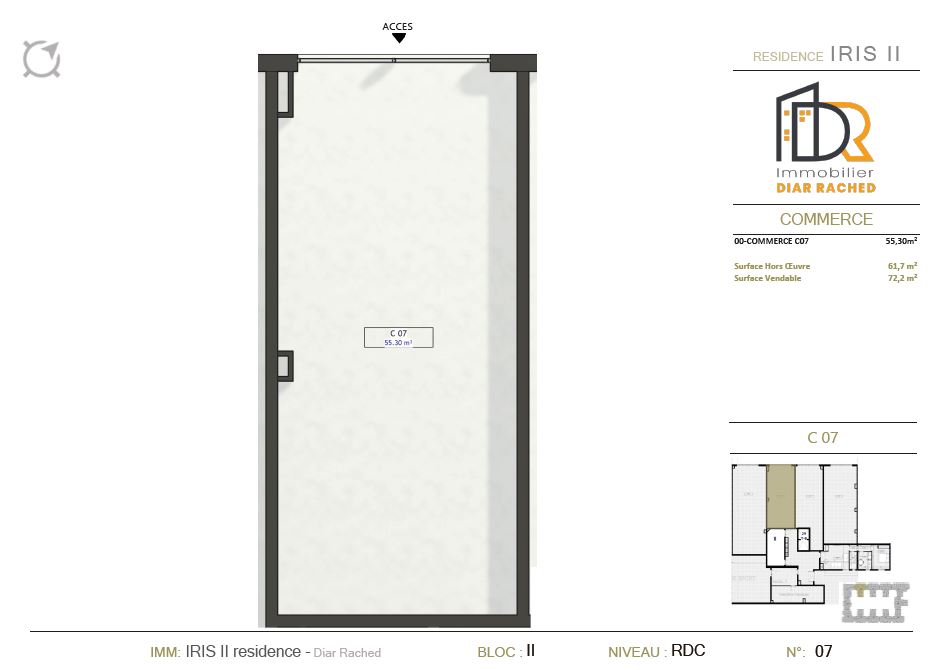 ACCES
RESIDENCE IRIS II
DR
Immobilier
DIAR RACHED
COMMERCE
00-COMMERCE C07 55,30m²
Surface Hors Œuvre 61,7 m²
Surface Vendable 72,2 m²
C 07
55.30 m²
C 07
IMM: IRIS II residence - Diar Rached BLOC : II NIVEAU : RDC N°: 07